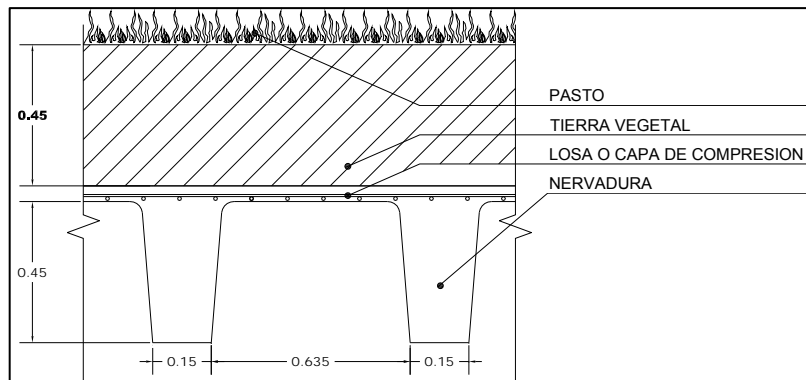 0.45
PASTO
TIERRA VEGETAL
LOSA O CAPA DE COMPRESION
NERVADURA
0.45
0.15
0.635
0.15